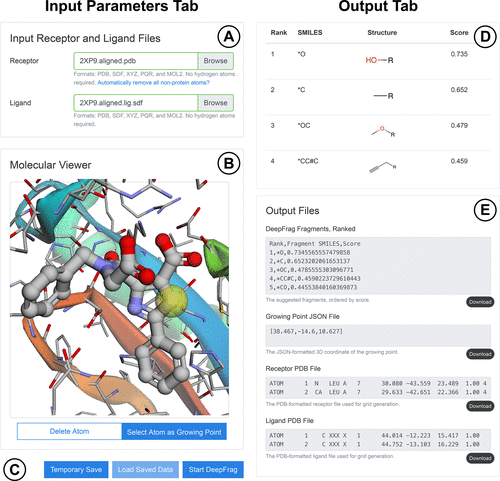 Input Parameters Tab
A
Input Receptor and Ligand Files
Receptor
2XP9.aligned.pdb
Browse
Formats: PDB, SDF, XYZ, PQR, and MOL2. No hydrogen atoms
required. Automatically remove all non-protein atoms?
Ligand
2XP9.aligned.lig.sdf
Browse
Formats: PDB, SDF, XYZ, PQR, and MOL2. No hydrogen atoms
required.
B
Molecular Viewer
Delete Atom
Select Atom as Growing Point
C
Temporary Save
Load Saved Data
Start DeepFrag
Output Tab
D
Rank SMILES Structure Score
1 *O HO R 0.735
2 *C R 0.652
3 *OC O R 0.479
4 *CC#C R 0.459
E
Output Files
DeepFrag Fragments, Ranked
Rank,Fragment SMILES,Score
1,*O,0.7345565557479858
2,*C,0.6523202061653137
3,*OC,0.4785555303096771
4,*CC#C,0.4590223729610443
5,*CO,0.4453840160369873
The suggested fragments, ordered by score.
Download
Growing Point JSON File
[38.467,-14.6,10.627]
The JSON-formatted 3D coordinate of the growing point.
Download
Receptor PDB File
ATOM 1 N LEU A 7 30.080 -43.559 23.489 1.00 4
ATOM 2 CA LEU A 7 29.633 -42.651 22.366 1.00 4
The PDB-formatted receptor file used for grid generation.
Download
Ligand PDB File
ATOM 1 C XXX X 1 44.014 -12.223 15.417 1.00
ATOM 2 C XXX X 1 44.752 -13.103 16.229 1.00
The PDB-formatted ligand file used for grid generation.
Download